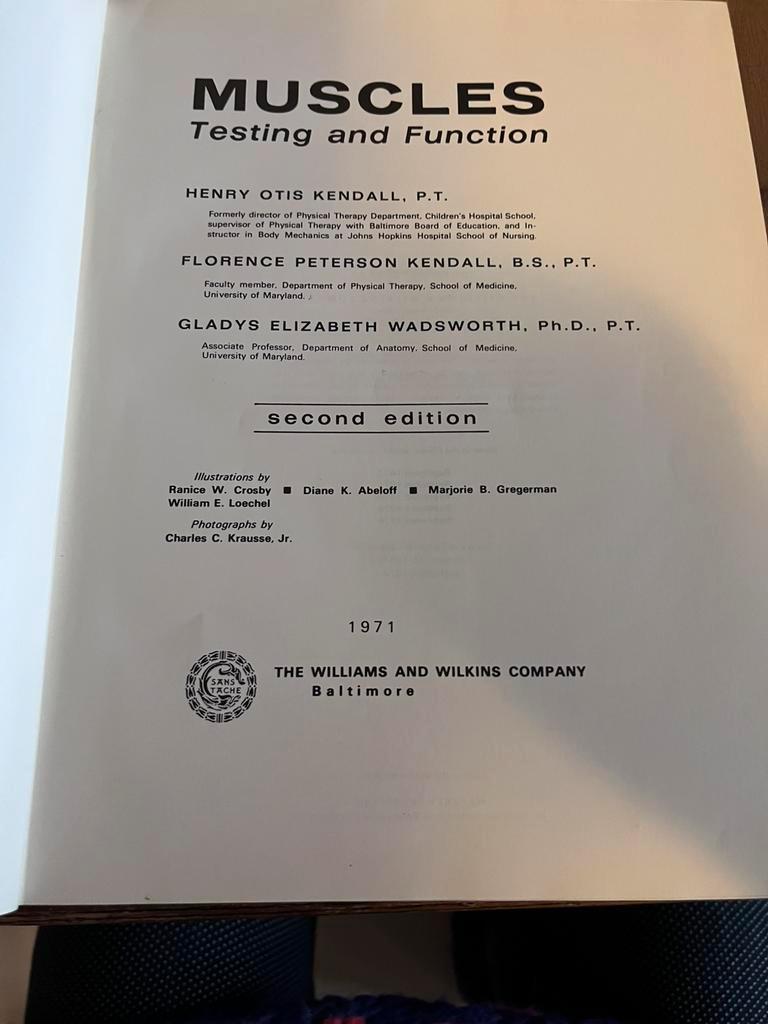 MUSCLES
Testing and Function
HENRY OTIS KENDALL, P.T.
Formerly director of Physical Therapy Department, Children's Hospital School,
supervisor of Physical Therapy with Baltimore Board of Education, and In-
structor in Body Mechanics at Johns Hopkins Hospital School of Nursing.
FLORENCE PETERSON KENDALL, B.S., P.T.
Faculty member, Department of Physical Therapy, School of Medicine,
University of Maryland.
GLADYS ELIZABETH WADSWORTH, Ph.D., P.T.
Associate Professor, Department of Anatomy, School of Medicine,
University of Maryland.
second edition
Illustrations by
Ranice W. Crosby ■ Diane K. Abeloff ■ Marjorie B. Gregerman
William E. Loechel
Photographs by
Charles C. Krausse, Jr.
1971
SANS
TACHE
THE WILLIAMS AND WILKINS COMPANY
Baltimore